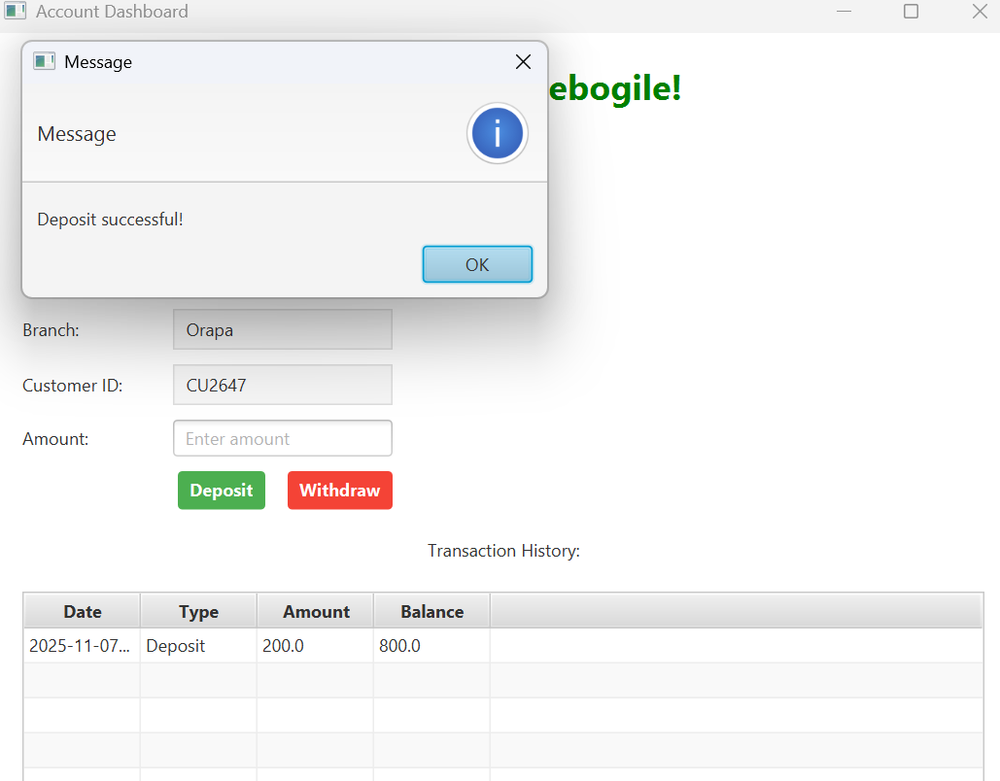 Account Dashboard
Message
ebogile!
Message
Deposit successful!
OK
Branch: Orapa
Customer ID: CU2647
Amount: Enter amount
Deposit Withdraw
Transaction History:
Date Type Amount Balance
2025-11-07... Deposit 200.0 800.0